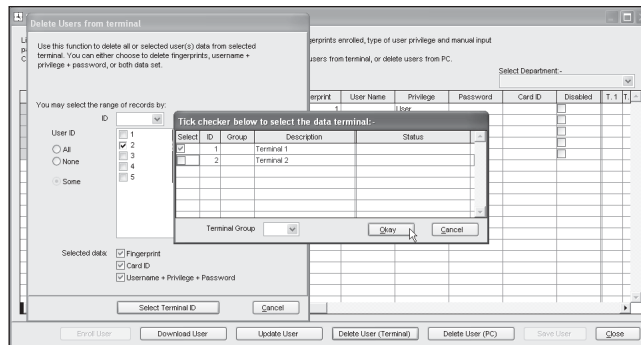 Delete Users from terminal
Use this function to delete all or selected user(s) data from selected
terminal. You can either choose to delete fingerprints, username +
privilege + password, or both data set.
gerprints enrolled, type of user privilege and manual input
users from terminal, or delete users from PC.
Select Department:-
You may select the range of records by:
ID
User ID
All
None
Some
1
2
3
4
5
erprint User Name Privilege Password Card ID Disabled T. 1 T.
1 User
Tick checker below to select the data terminal:-
Select ID Group Description Status
1 Terminal 1
2 Terminal 2
Terminal Group
Okay
Cancel
Selected data:
Fingerprint
Card ID
Username + Privilege + Password
Select Terminal ID
Cancel
Enroll User Download User Update User Delete User (Terminal) Delete User (PC) Save User Close